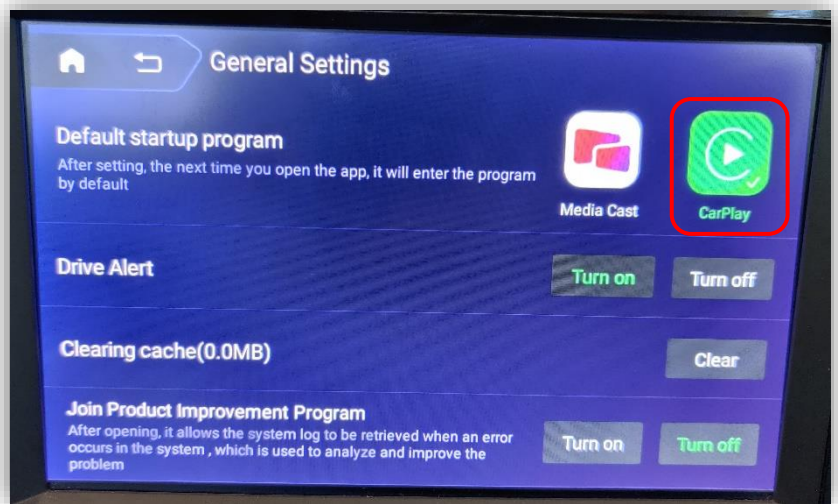 General Settings
Default startup program
After setting, the next time you open the app, it will enter the program
by default
Media Cast
CarPlay
Drive Alert
Turn on
Turn off
Clearing cache(0.0MB)
Clear
Join Product Improvement Program
After opening, it allows the system log to be retrieved when an error
occurs in the system , which is used to analyze and improve the
problem
Turn on
Turn off